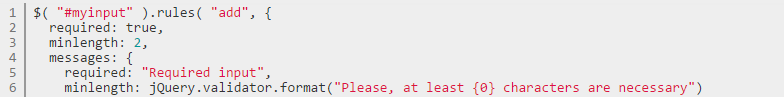 1 $( "#myinput" ).rules( "add", {
2   required: true,
3   minlength: 2,
4   messages: {
5     required: "Required input",
6     minlength: jQuery.validator.format("Please, at least {0} characters are necessary")